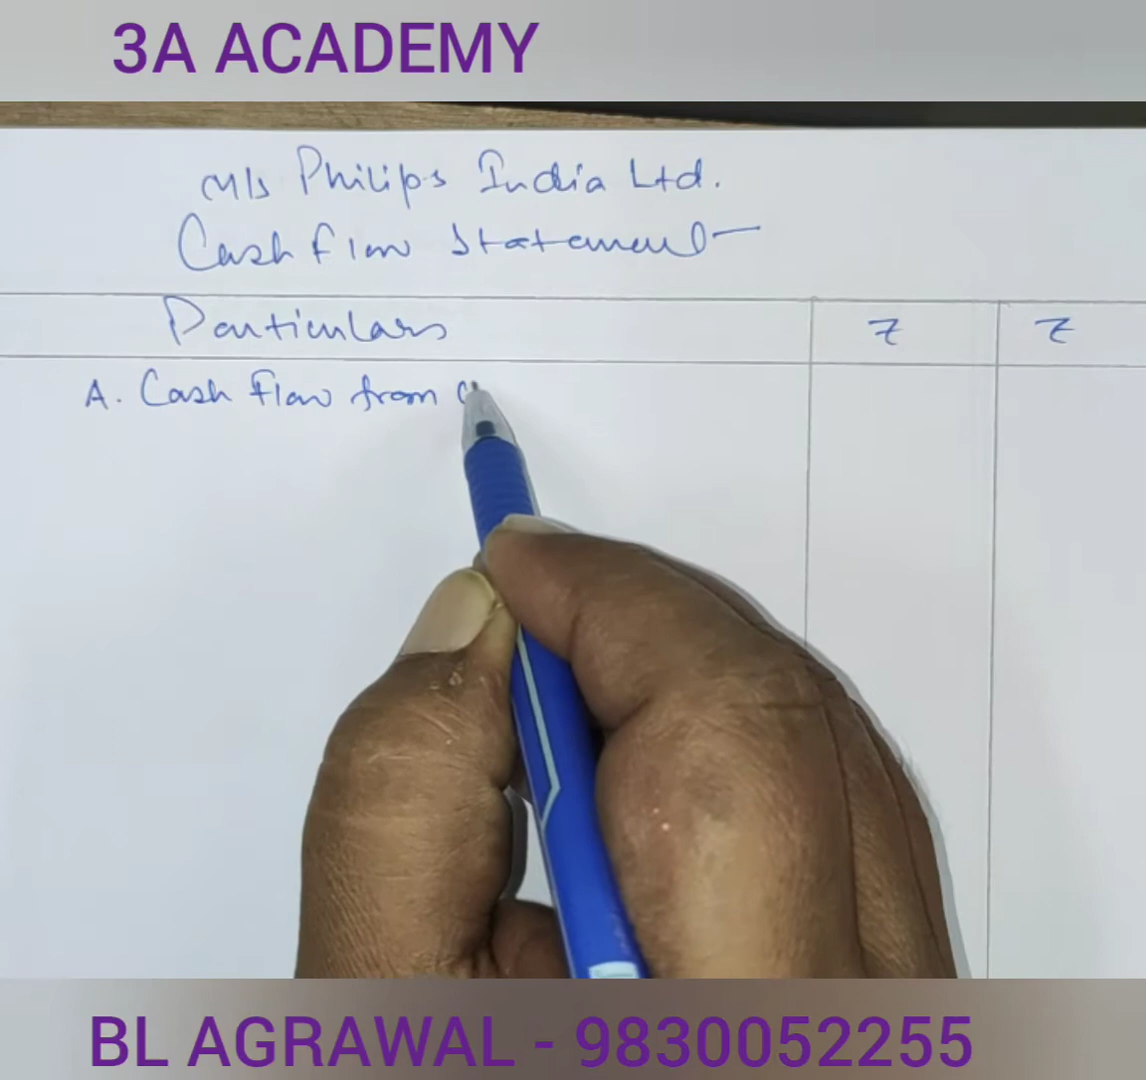 3A ACADEMY
M/s Philips India Ltd.
Cash flow Statement
Particulars ₹ ₹
A. Cash Flow from
BL AGRAWAL - 9830052255